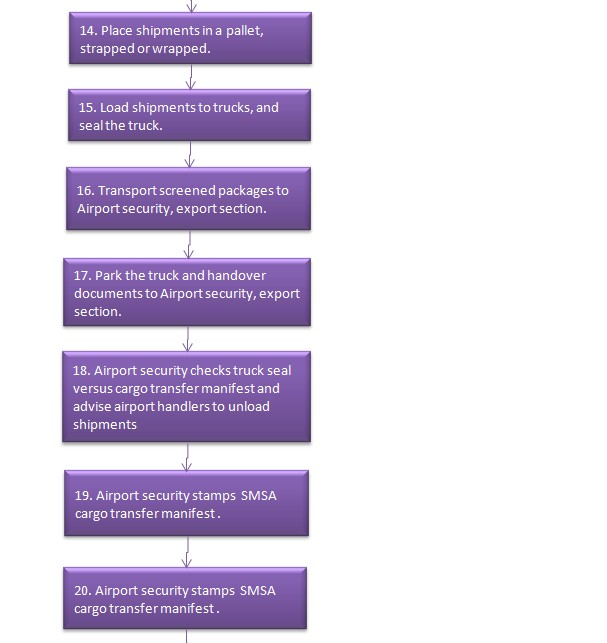 14. Place shipments in a pallet,
strapped or wrapped.
15. Load shipments to trucks, and
seal the truck.
16. Transport screened packages to
Airport security, export section.
17. Park the truck and handover
documents to Airport security, export
section.
18. Airport security checks truck seal
versus cargo transfer manifest and
advise airport handlers to unload
shipments
19. Airport security stamps SMSA
cargo transfer manifest.
20. Airport security stamps SMSA
cargo transfer manifest.